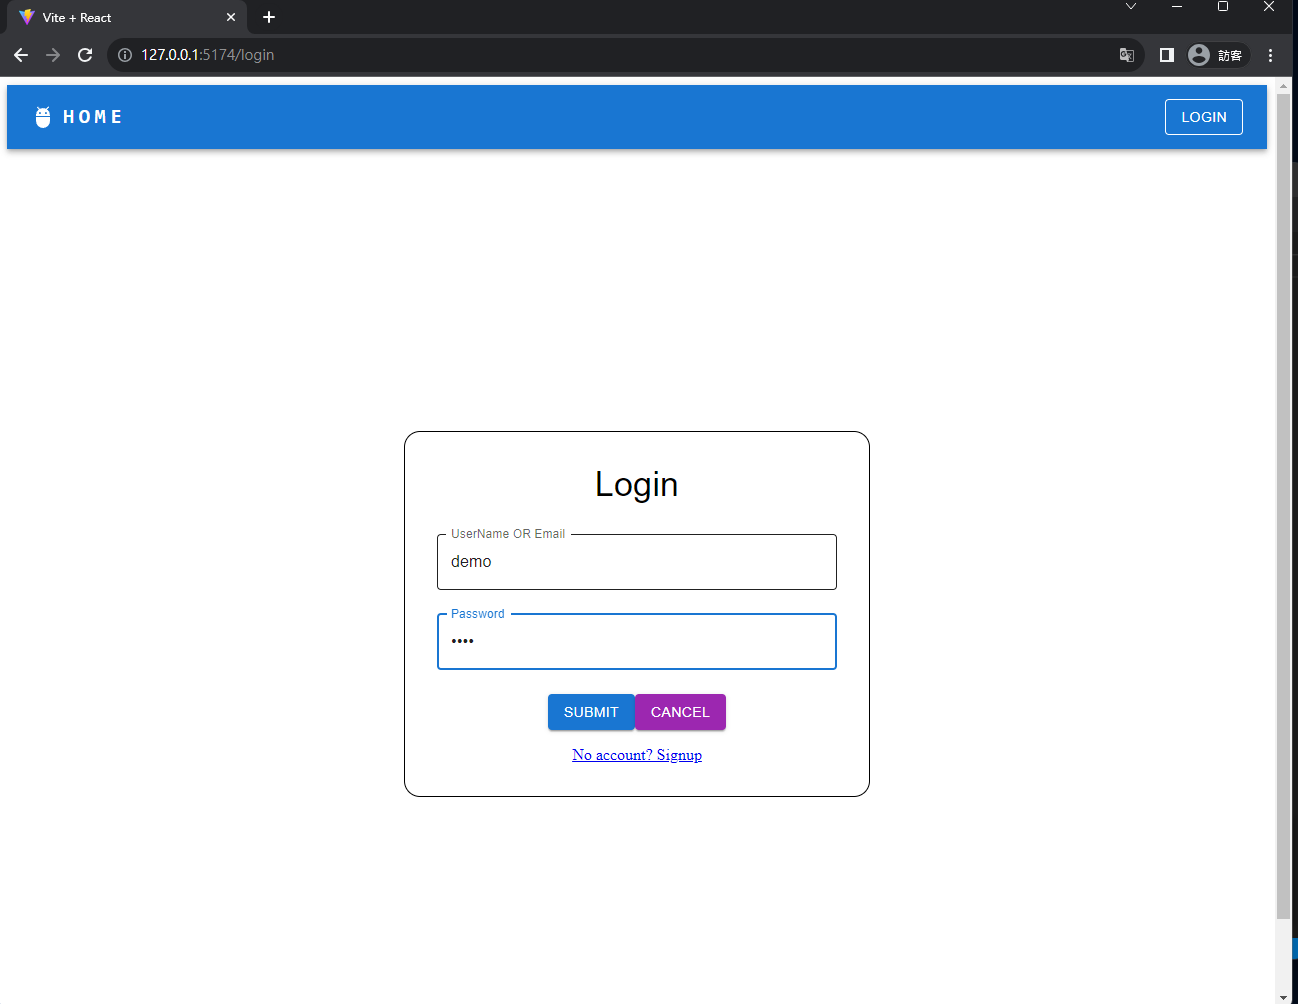 Vite + React
127.0.0.1:5174/login
訪客
HOME
LOGIN
Login
UserName OR Email
demo
Password
••••
SUBMIT
CANCEL
No account? Signup